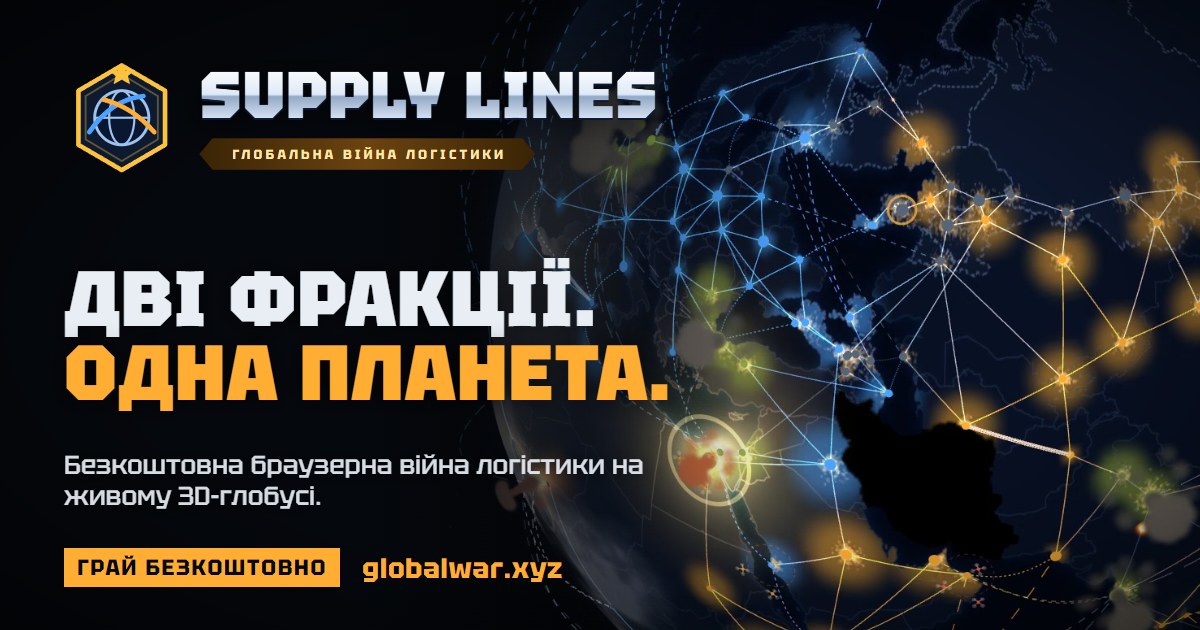 SUPPLY LINES
ГЛОБАЛЬНА ВІЙНА ЛОГІСТИКИ
ДВІ ФРАКЦІЇ.
ОДНА ПЛАНЕТА.
Безкоштовна браузерна війна логістики на
живому 3D-глобусі.
ГРАЙ БЕЗКОШТОВНО globalwar.xyz